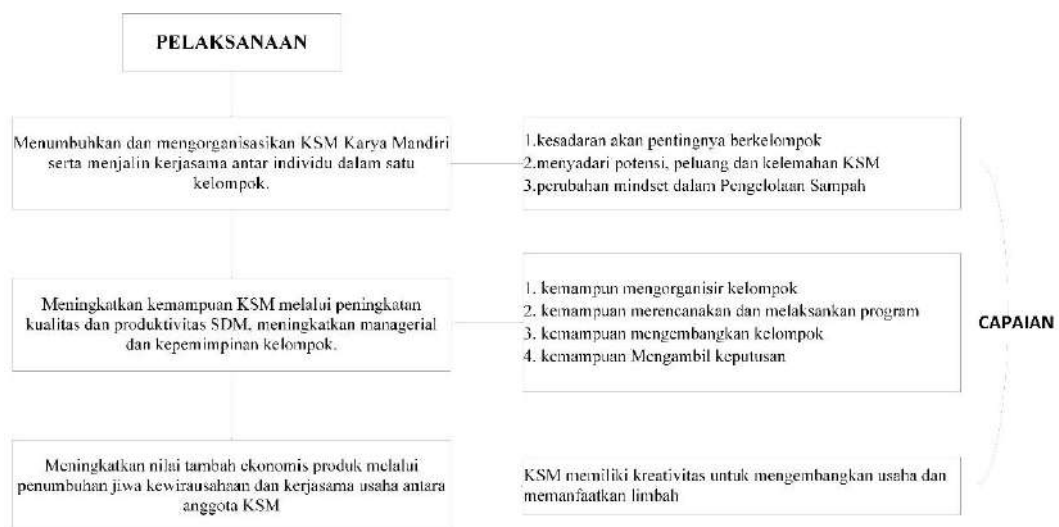 PELAKSANAAN
Menumbuhkan dan mengorganisasikan KSM Karya Mandiri
serta menjalin kerjasama antar individu dalam satu
kelompok.
1.kesadaran akan pentingnya berkelompok
2.menyadari potensi, peluang dan kelemahan KSM
3.perubahan mindset dalam Pengelolaan Sampah
Meningkatkan kemampuan KSM melalui peningkatan
kualitas dan produktivitas SDM, meningkatkan managerial
dan kepemimpinan kelompok.
1. kemampun mengorganisir kelompok
2. kemampuan merencanakan dan melaksankan program
3. kemampuan mengembangkan kelompok
4. kemampuan Mengambil keputusan
CAPAIAN
Meningkatkan nilai tambah ekonomis produk melalui
penumbuhan jiwa kewirausahaan dan kerjasama usaha antara
anggota KSM
KSM memiliki kreativitas untuk mengembangkan usaha dan
memanfaatkan limbah